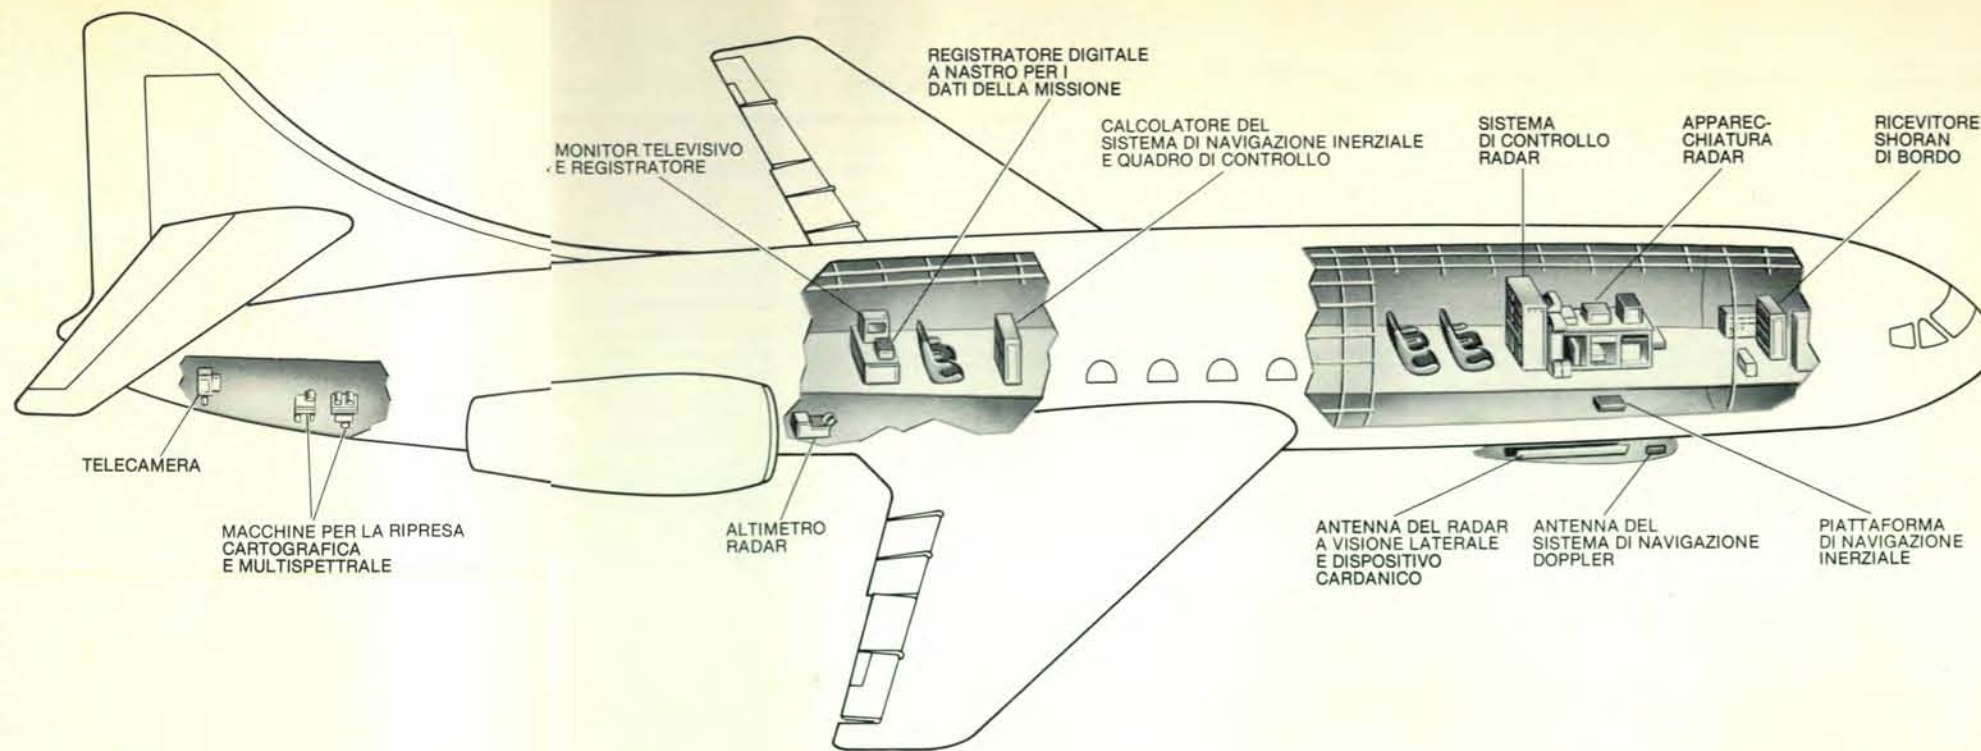 REGISTRATORE DIGITALE
A NASTRO PER I
DATI DELLA MISSIONE
MONITOR TELEVISIVO
E REGISTRATORE
CALCOLATORE DEL
SISTEMA DI NAVIGAZIONE INERZIALE
E QUADRO DI CONTROLLO
SISTEMA
DI CONTROLLO
RADAR
APPAREC-
CHIATURA
RADAR
RICEVITORE
SHORAN
DI BORDO
TELECAMERA
MACCHINE PER LA RIPRESA
CARTOGRAFICA
E MULTISPETTRALE
ALTIMETRO
RADAR
ANTENNA DEL RADAR
A VISIONE LATERALE
E DISPOSITIVO
CARDANICO
ANTENNA DEL
SISTEMA DI NAVIGAZIONE
DOPPLER
PIATTAFORMA
DI NAVIGAZIONE
INERZIALE